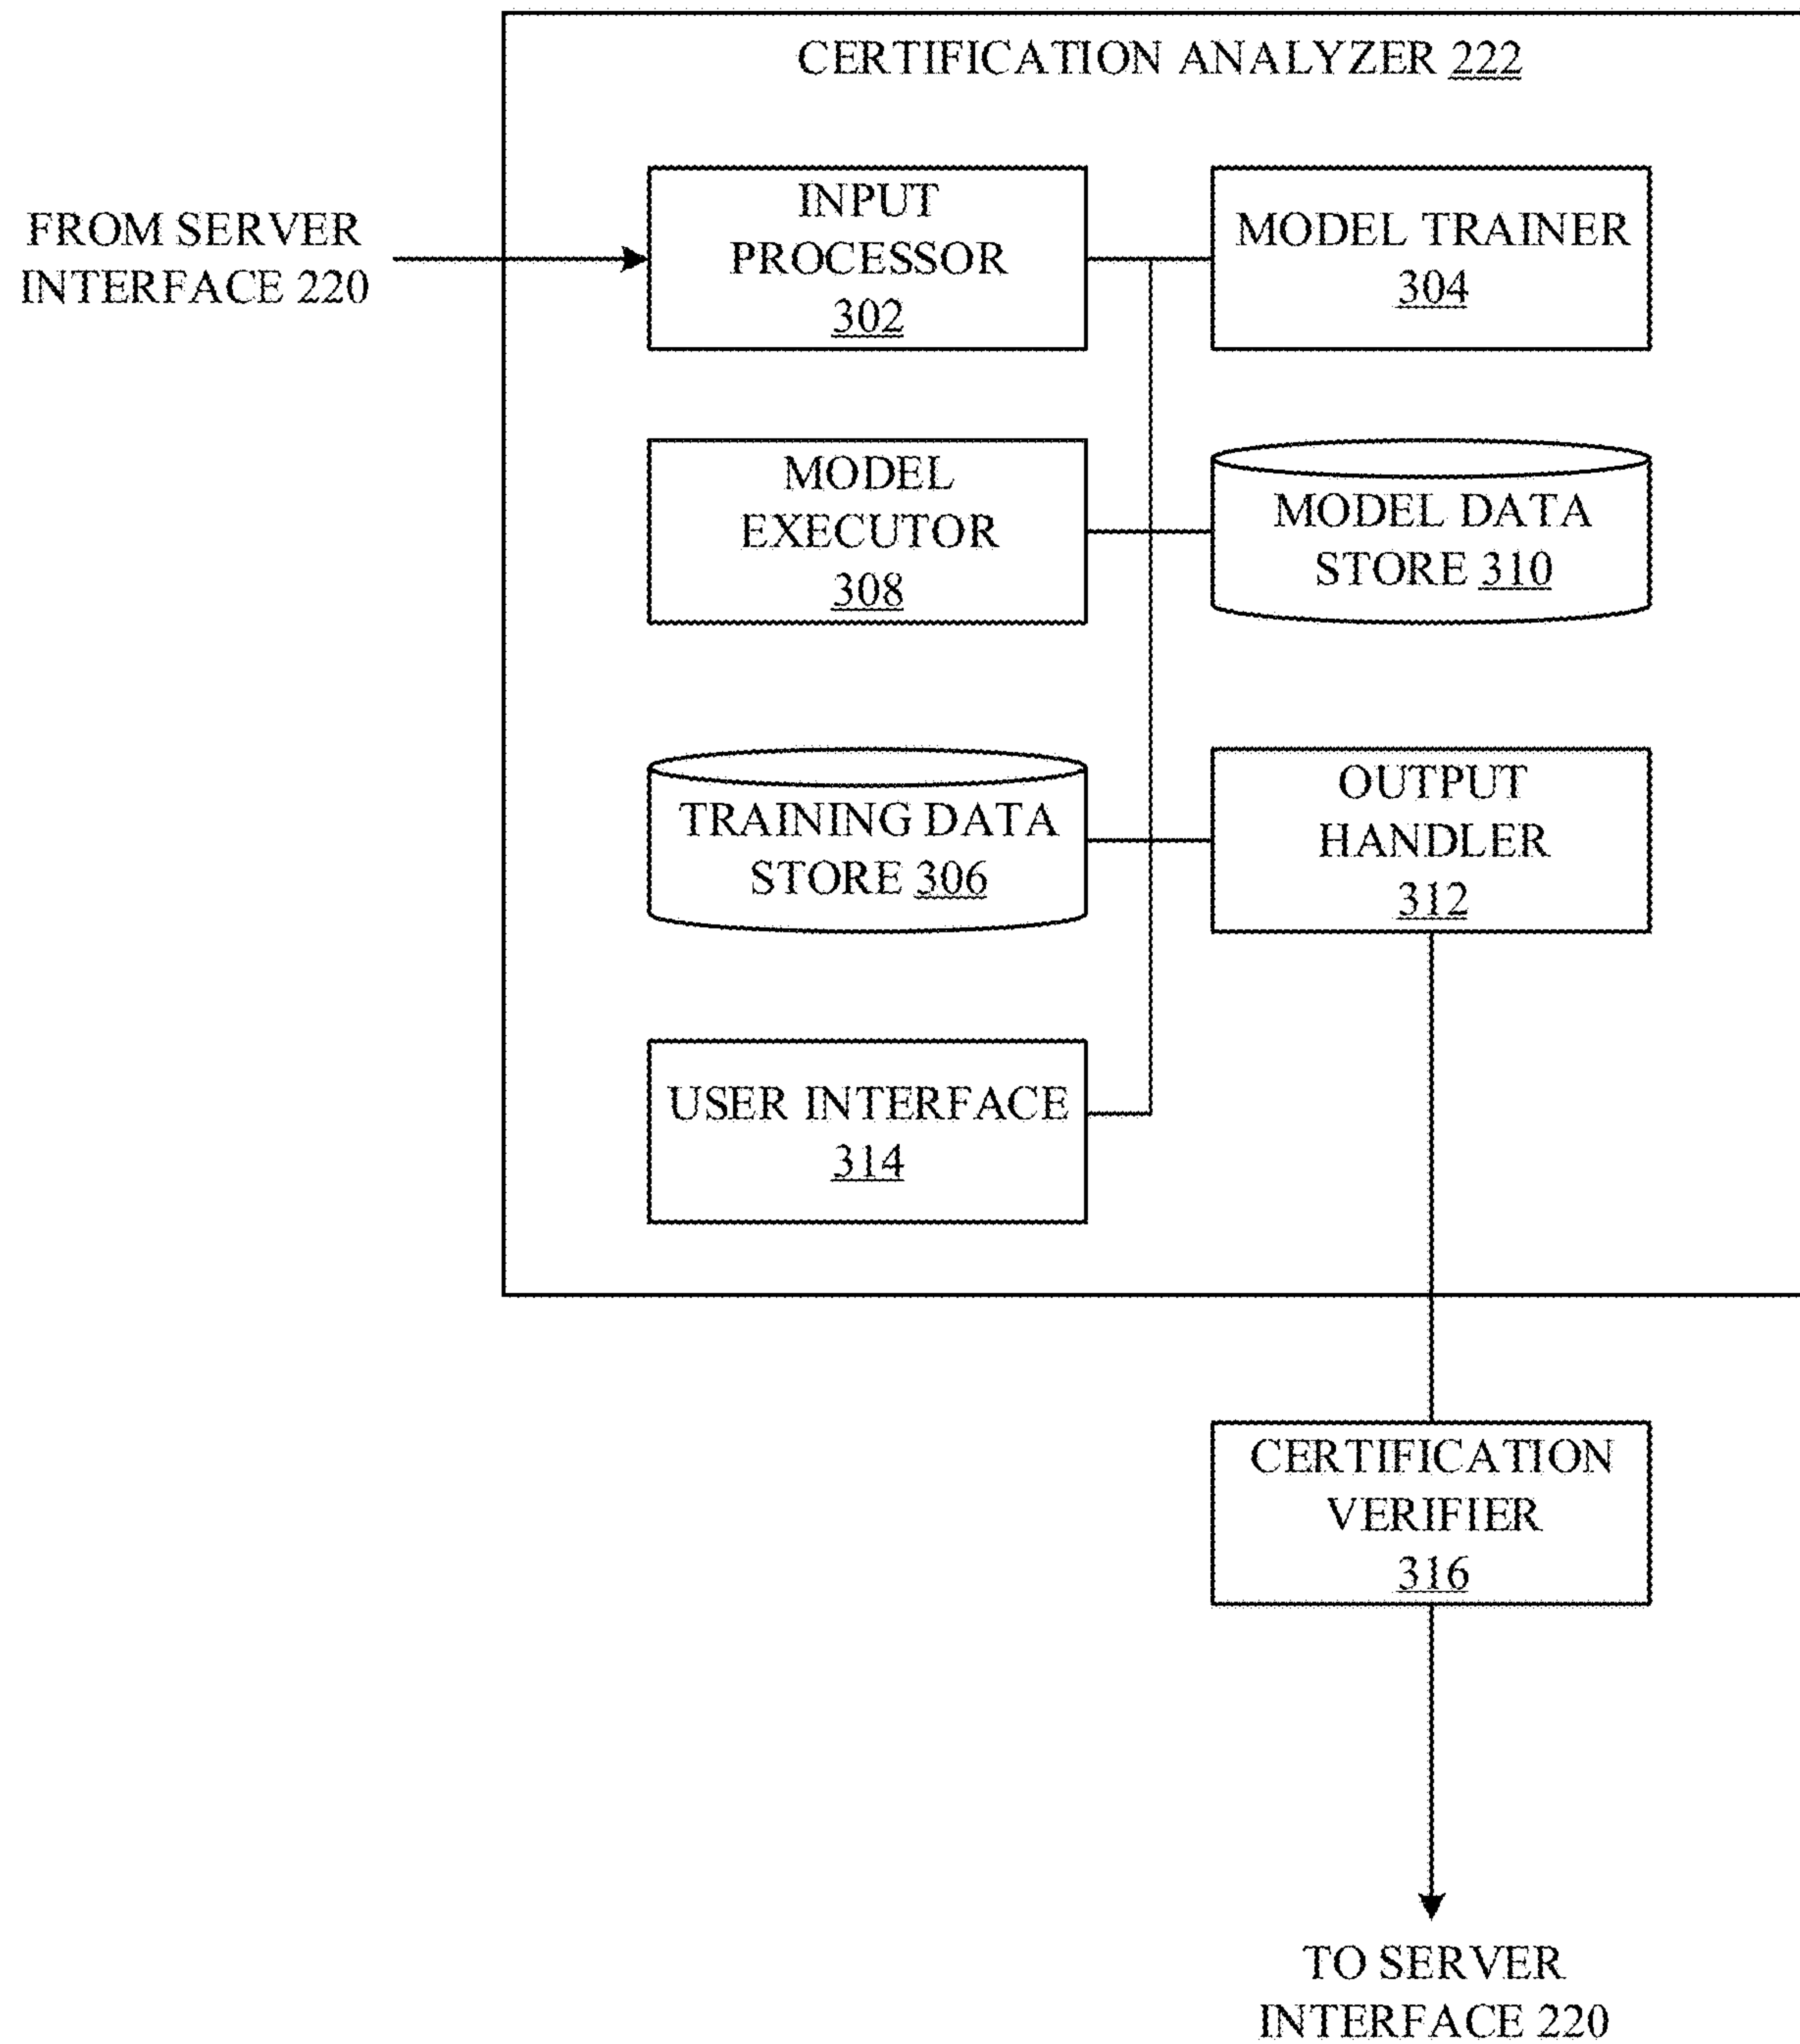 CERTIFICATION ANALYZER 222
FROM SERVER
INTERFACE 220
INPUT
PROCESSOR
302
MODEL TRAINER
304
MODEL
EXECUTOR
308
MODEL DATA
STORE 310
TRAINING DATA
STORE 306
OUTPUT
HANDLER
312
USER INTERFACE
314
CERTIFICATION
VERIFIER
316
TO SERVER
INTERFACE 220